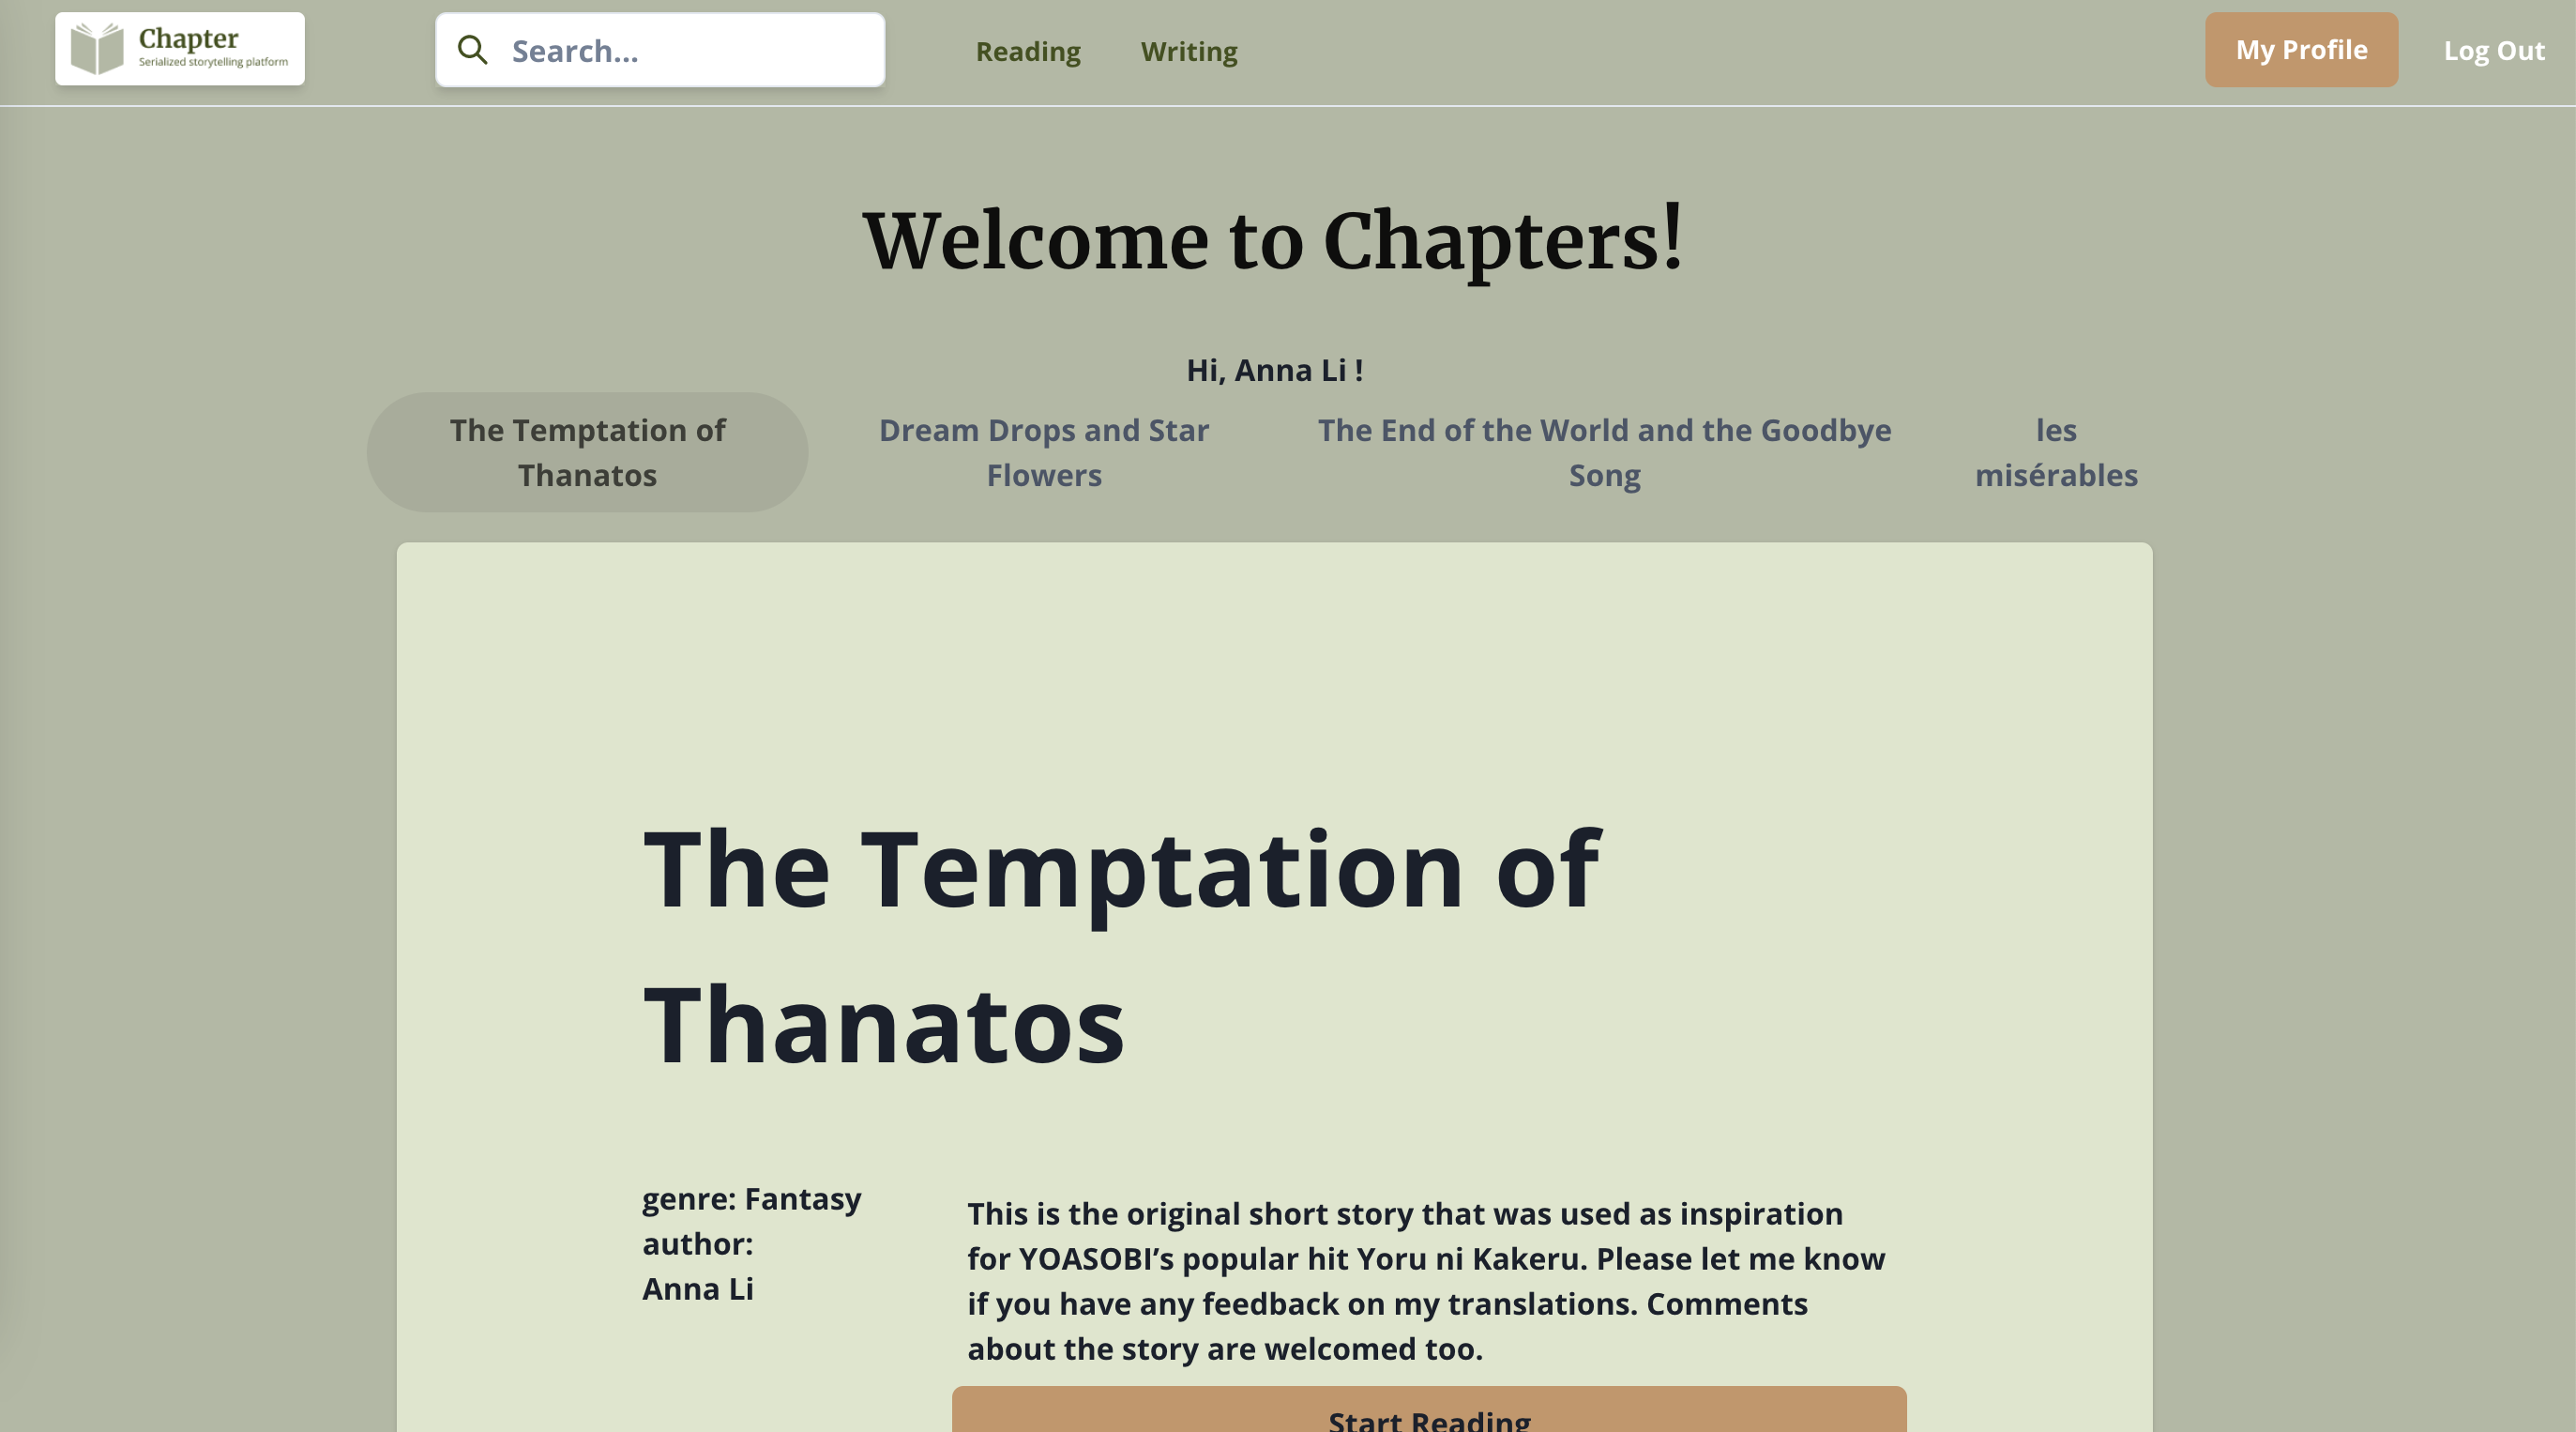 Chapter
Serialized storytelling platform
Search...
Reading
Writing
My Profile
Log Out
Welcome to Chapters!
Hi, Anna Li !
The Temptation of
Thanatos
Dream Drops and Star
Flowers
The End of the World and the Goodbye
Song
les
misérables
The Temptation of
Thanatos
genre: Fantasy
author:
Anna Li
This is the original short story that was used as inspiration
for YOASOBI’s popular hit Yoru ni Kakeru. Please let me know
if you have any feedback on my translations. Comments
about the story are welcomed too.
Start Reading